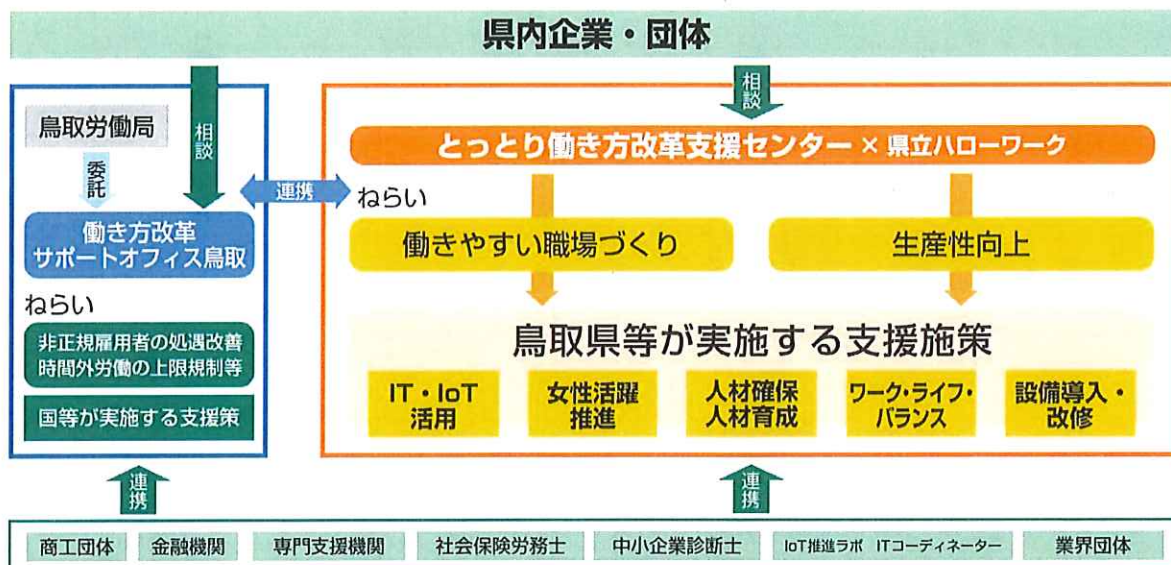 県内企業・団体
相談
相談
鳥取労働局
委託
働き方改革
サポートオフィス鳥取
ねらい
非正規雇用者の処遇改善
時間外労働の上限規制等
国等が実施する支援策
連携
とっとり働き方改革支援センター × 県立ハローワーク
ねらい
働きやすい職場づくり
生産性向上
鳥取県等が実施する支援施策
IT・IoT
活用
女性活躍
推進
人材確保
人材育成
ワーク・ライフ・
バランス
設備導入・
改修
連携
連携
商工団体
金融機関
専門支援機関
社会保険労務士
中小企業診断士
IoT推進ラボ ITコーディネーター
業界団体